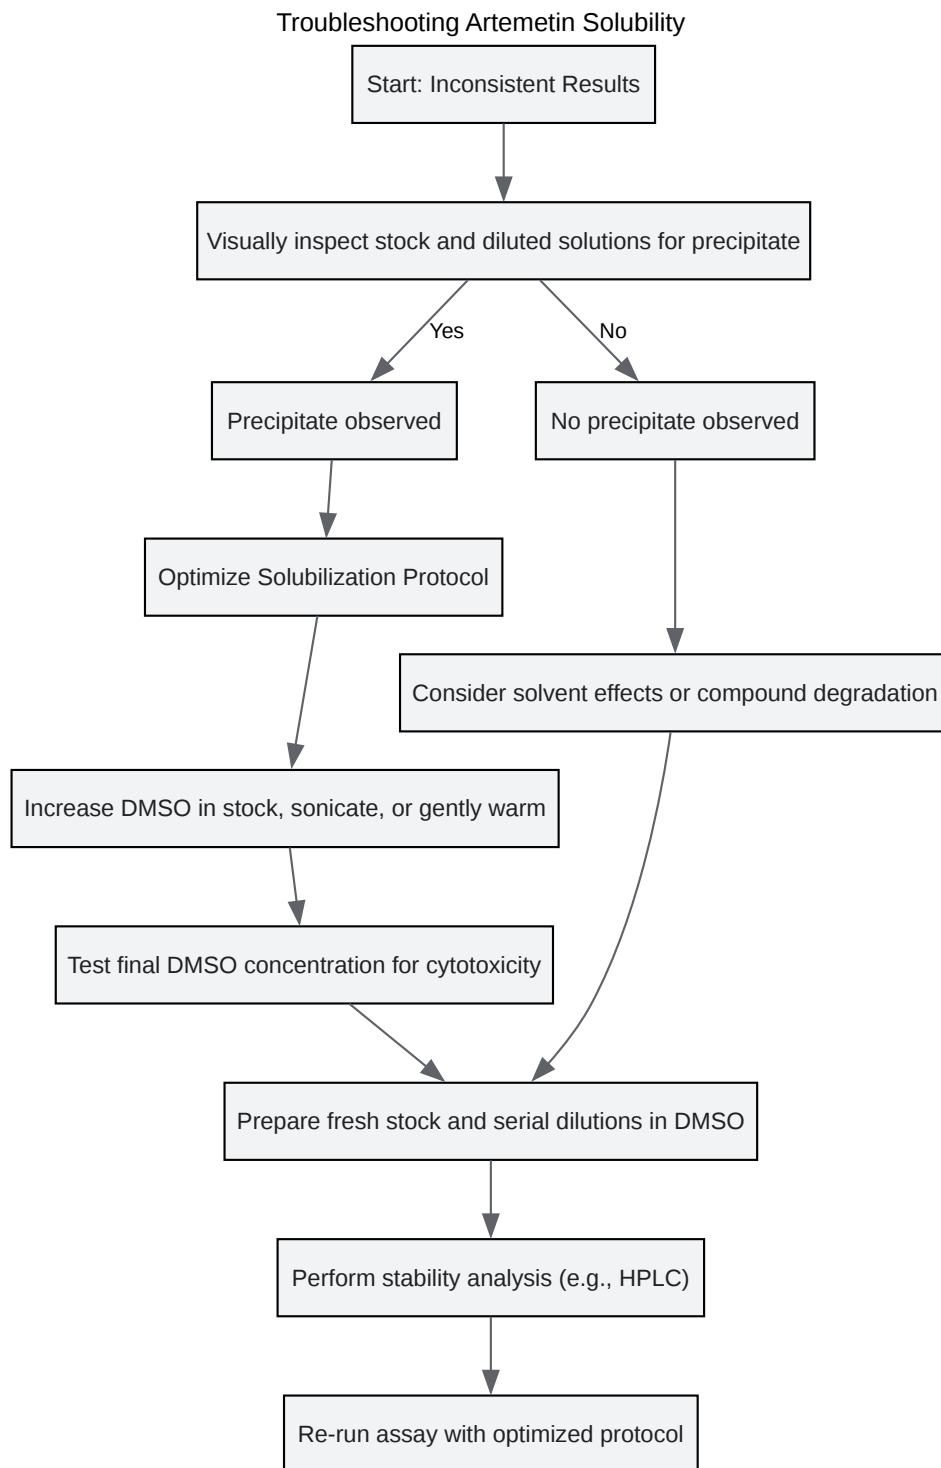 Troubleshooting Artemetin Solubility
Start: Inconsistent Results
Visually inspect stock and diluted solutions for precipitate
Yes
No
Precipitate observed
No precipitate observed
Optimize Solubilization Protocol
Consider solvent effects or compound degradation
Increase DMSO in stock, sonicate, or gently warm
Test final DMSO concentration for cytotoxicity
Prepare fresh stock and serial dilutions in DMSO
Perform stability analysis (e.g., HPLC)
Re-run assay with optimized protocol